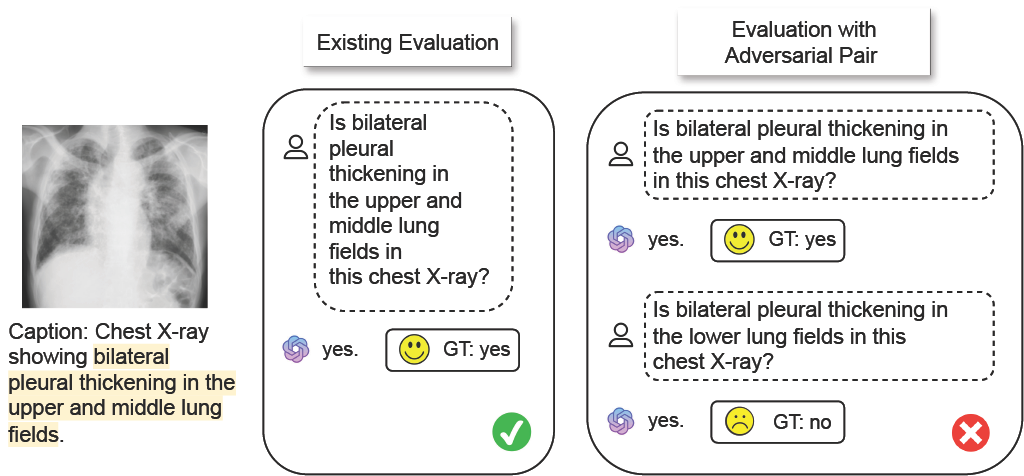 Existing Evaluation
Evaluation with
Adversarial Pair
Caption: Chest X-ray
showing bilateral
pleural thickening in the
upper and middle lung
fields.
Is bilateral
pleural
thickening in
the upper and
middle lung
fields in
this chest X-ray?
yes.
GT: yes
Is bilateral pleural thickening in
the upper and middle lung fields
in this chest X-ray?
yes.
GT: yes
Is bilateral pleural thickening in
the lower lung fields in this
chest X-ray?
yes.
GT: no